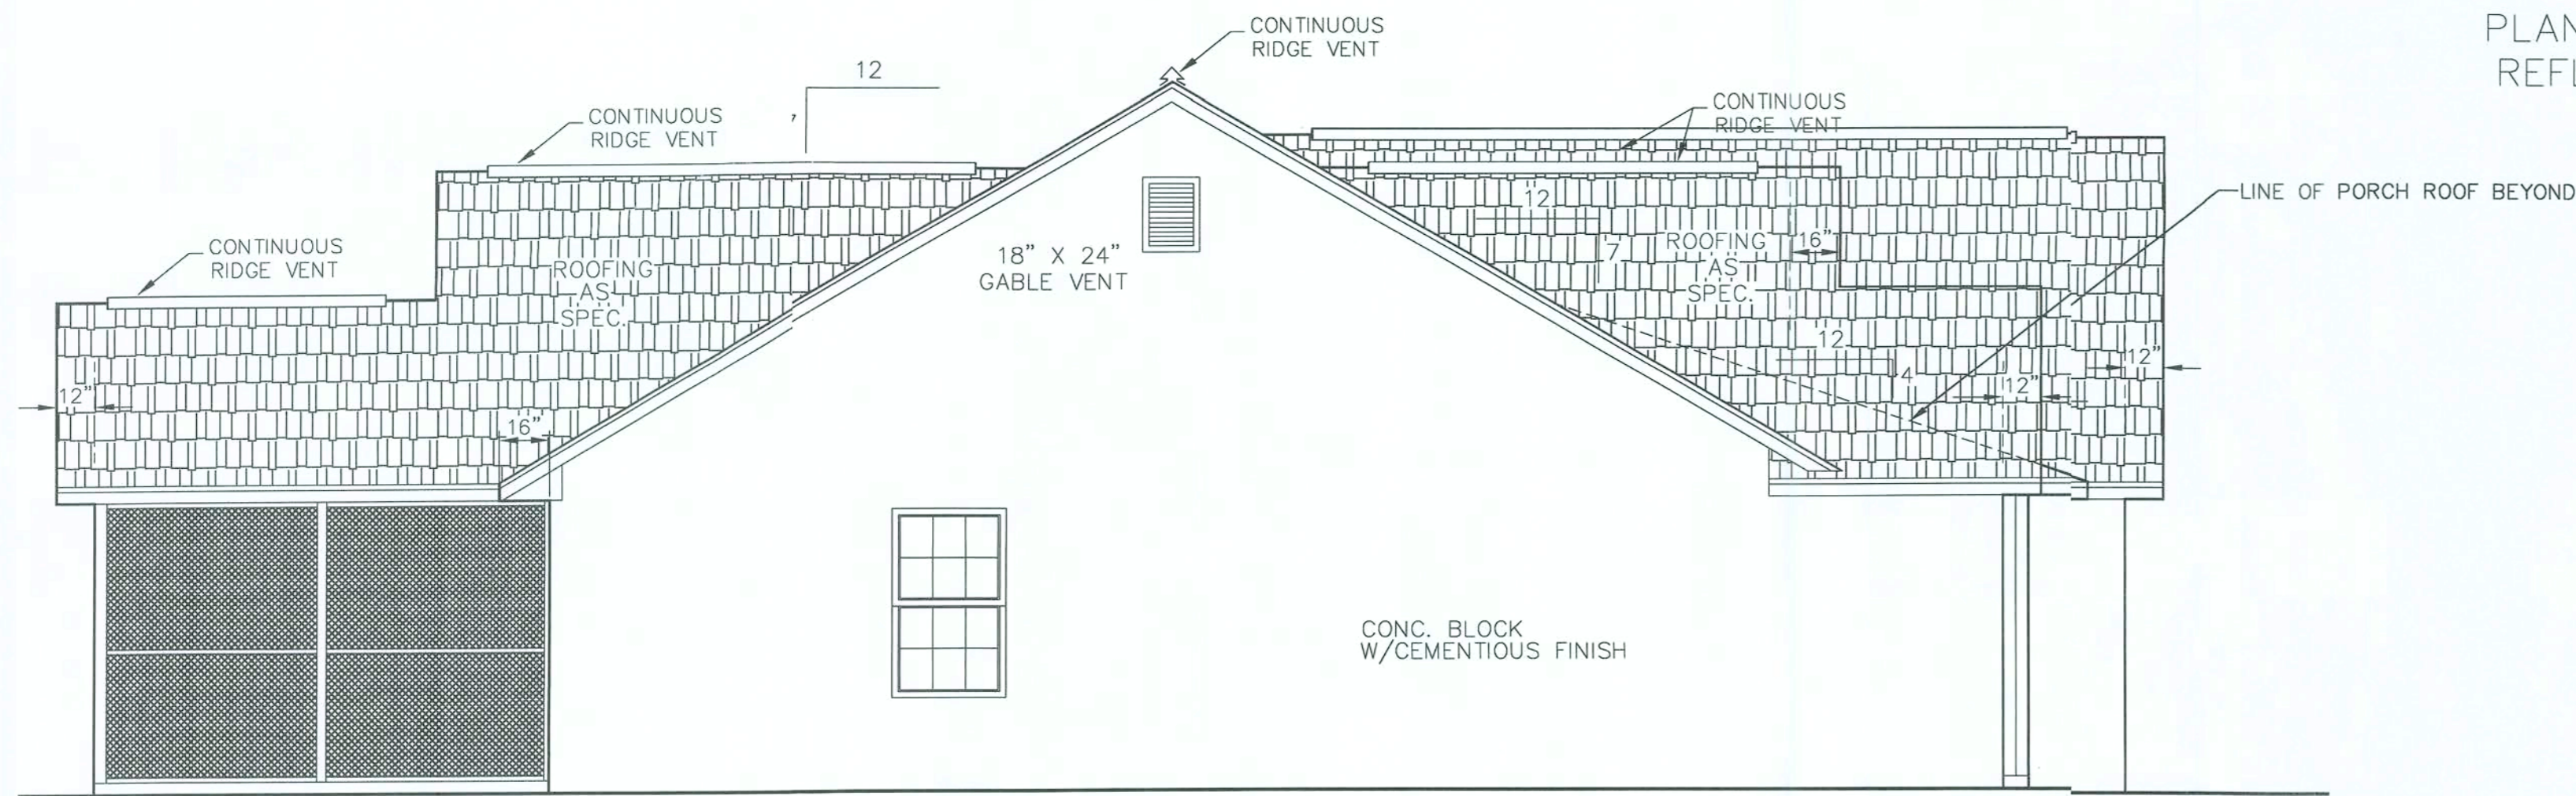 CONTINUOUS
RIDGE VENT
PLAN
REFL
12
CONTINUOUS
RIDGE VENT
CONTINUOUS
RIDGE VENT
LINE OF PORCH ROOF BEYOND
12
7
ROOFING
AS
SPEC.
16"
CONTINUOUS
RIDGE VENT
18" X 24"
GABLE VENT
ROOFING
AS
SPEC.
12
4
12"
12"
12"
16"
CONC. BLOCK
W/CEMENTIOUS FINISH